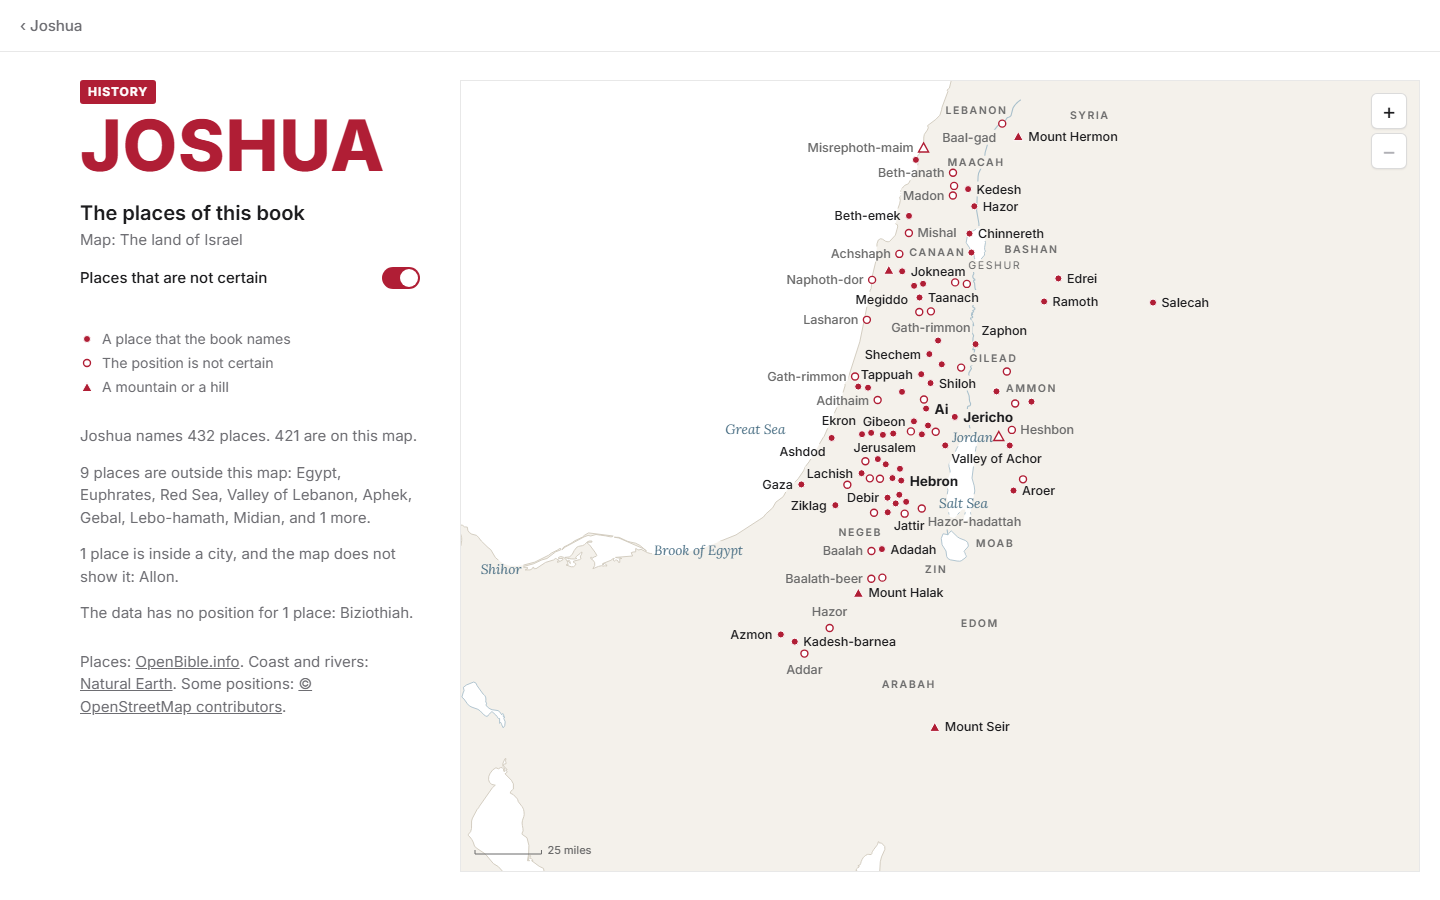 ‹ Joshua
HISTORY
JOSHUA
The places of this book
Map: The land of Israel
Places that are not certain
A place that the book names
The position is not certain
A mountain or a hill
Joshua names 432 places. 421 are on this map.
9 places are outside this map: Egypt,
Euphrates, Red Sea, Valley of Lebanon, Aphek,
Gebal, Lebo-hamath, Midian, and 1 more.
1 place is inside a city, and the map does not
show it: Allon.
The data has no position for 1 place: Biziothiah.
Places: OpenBible.info. Coast and rivers:
Natural Earth. Some positions: ©
OpenStreetMap contributors.
LEBANON
SYRIA
Baal-gad
Mount Hermon
Misrephoth-maim
MAACAH
Beth-anath
Kedesh
Madon
Hazor
Beth-emek
Mishal
Chinnereth
Achshaph
CANAAN
BASHAN
GESHUR
Jokneam
Naphoth-dor
Edrei
Megiddo
Taanach
Ramoth
Salecah
Lasharon
Gath-rimmon
Zaphon
Shechem
GILEAD
Gath-rimmon
Tappuah
Shiloh
AMMON
Adithaim
Ai
Jericho
Ekron
Gibeon
Great Sea
Jordan
Heshbon
Ashdod
Jerusalem
Valley of Achor
Lachish
Hebron
Gaza
Debir
Aroer
Ziklag
Salt Sea
Jattir
Hazor-hadattah
NEGEB
MOAB
Brook of Egypt
Baalah
Adadah
Shihor
ZIN
Baalath-beer
Mount Halak
Hazor
EDOM
Azmon
Kadesh-barnea
Addar
ARABAH
Mount Seir
25 miles
+
−